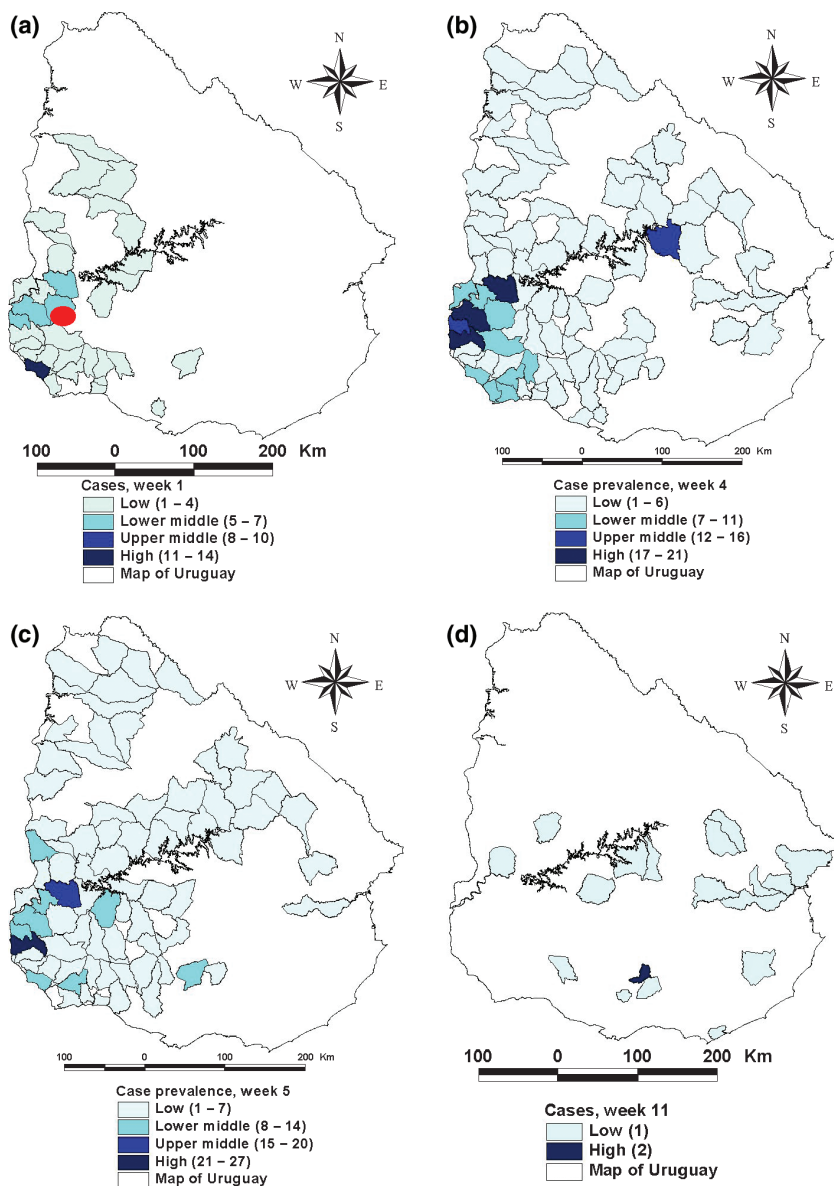 (a)
N
W E
S
100 0 100 200 Km
Cases, week 1
Low (1 – 4)
Lower middle (5 – 7)
Upper middle (8 – 10)
High (11 – 14)
Map of Uruguay
(b)
N
W E
S
100 0 100 200 Km
Case prevalence, week 4
Low (1 – 6)
Lower middle (7 – 11)
Upper middle (12 – 16)
High (17 – 21)
Map of Uruguay
(c)
N
W E
S
100 0 100 200 Km
Case prevalence, week 5
Low (1 – 7)
Lower middle (8 – 14)
Upper middle (15 – 20)
High (21 – 27)
Map of Uruguay
(d)
N
W E
S
100 0 100 200 Km
Cases, week 11
Low (1)
High (2)
Map of Uruguay